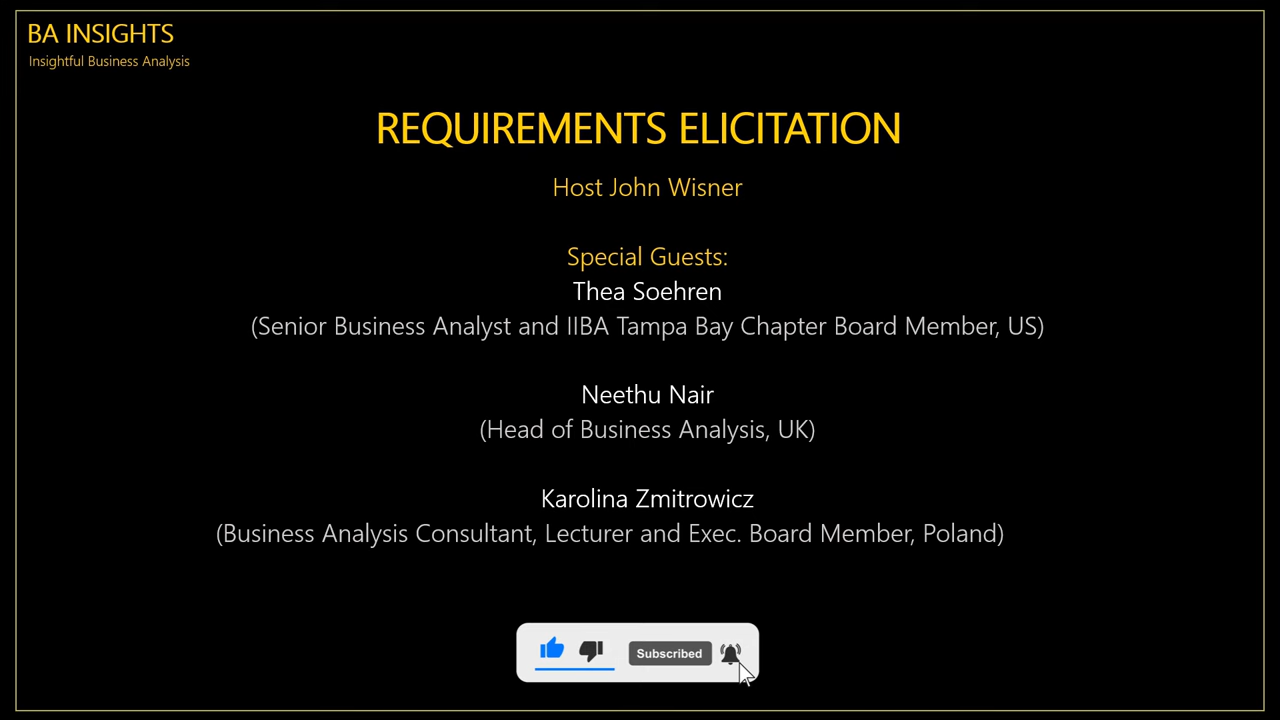 BA INSIGHTS
Insightful Business Analysis
REQUIREMENTS ELICITATION
Host John Wisner
Special Guests:
Thea Soehren
(Senior Business Analyst and IIBA Tampa Bay Chapter Board Member, US)
Neethu Nair
(Head of Business Analysis, UK)
Karolina Zmitrowicz
(Business Analysis Consultant, Lecturer and Exec. Board Member, Poland)
Subscribed